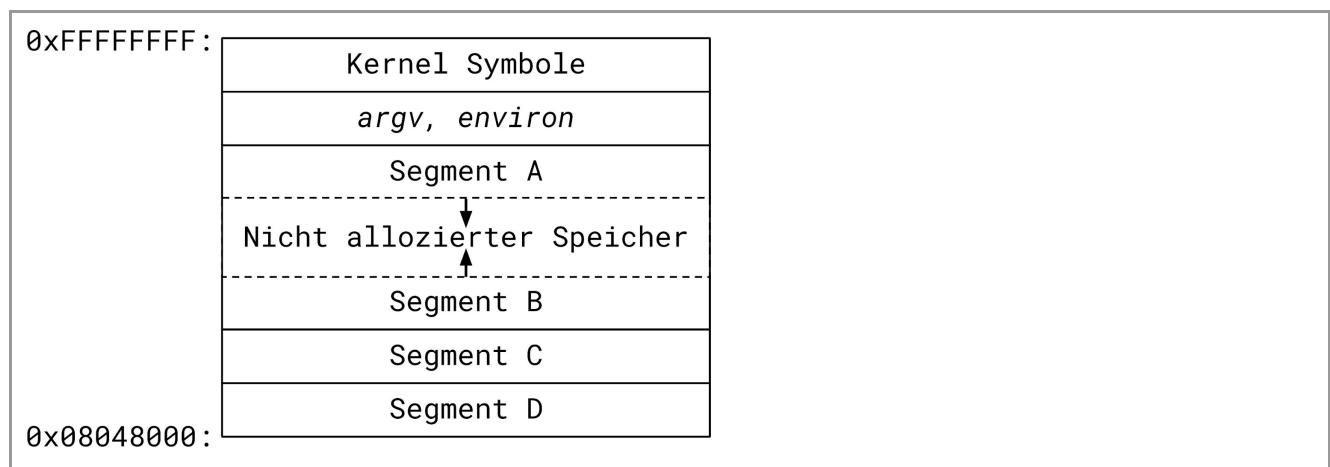 0xFFFFFFFF:
Kernel Symbole
argv, environ
Segment A
Nicht allozierter Speicher
Segment B
Segment C
Segment D
0x08048000: